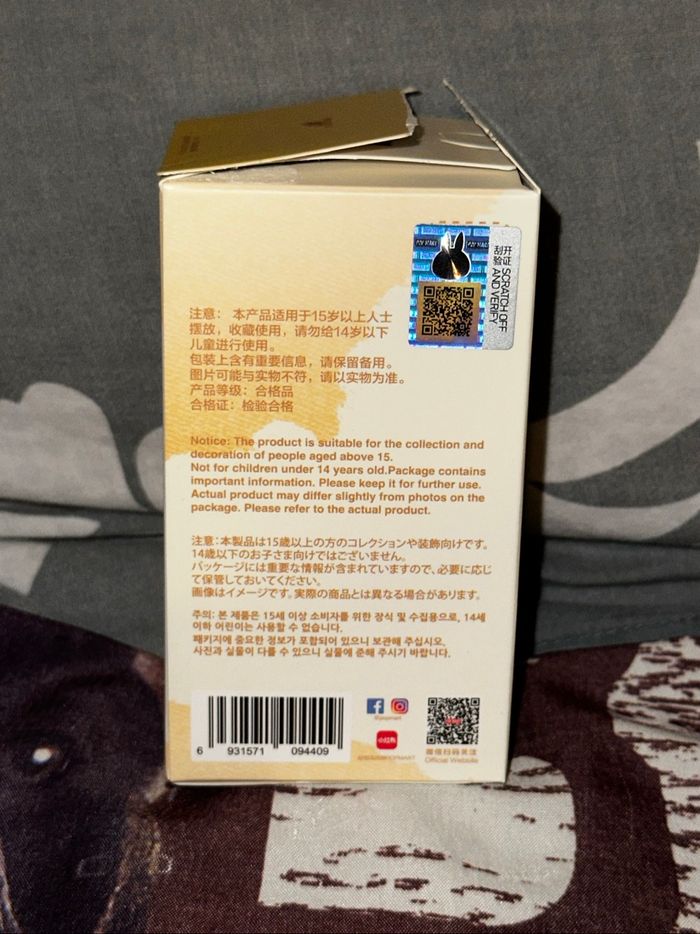 POP MART
刮开
验证
SCRATCH OFF
AND VERIFY
注意： 本产品适用于15岁以上人士
摆放，收藏使用，请勿给14岁以下
儿童进行使用。
包装上含有重要信息，请保留备用。
图片可能与实物不符，请以实物为准。
产品等级：合格品
合格证：检验合格
Notice: The product is suitable for the collection and
decoration of people aged above 15.
Not for children under 14 years old.Package contains
important information. Please keep it for further use.
Actual product may differ slightly from photos on the
package. Please refer to the actual product.
注意:本製品は15歳以上の方のコレクションや装飾向けです。
14歳以下のお子さま向けではございません。
パッケージには重要な情報が含まれていますので、必要に応じ
て保管しておいてください。
画像はイメージです。実際の商品とは異なる場合があります。
주의: 본 제품은 15세 이상 소비자를 위한 장식 및 수집용으로, 14세
이하 어린이는 사용할 수 없습니다.
패키지에 중요한 정보가 포함되어 있으니 보관해 주십시오.
사진과 실물이 다를 수 있으니 실물에 준해 주시기 바랍니다.
6 931571 094409
@popmart
小红书
微信扫码关注
Official Website